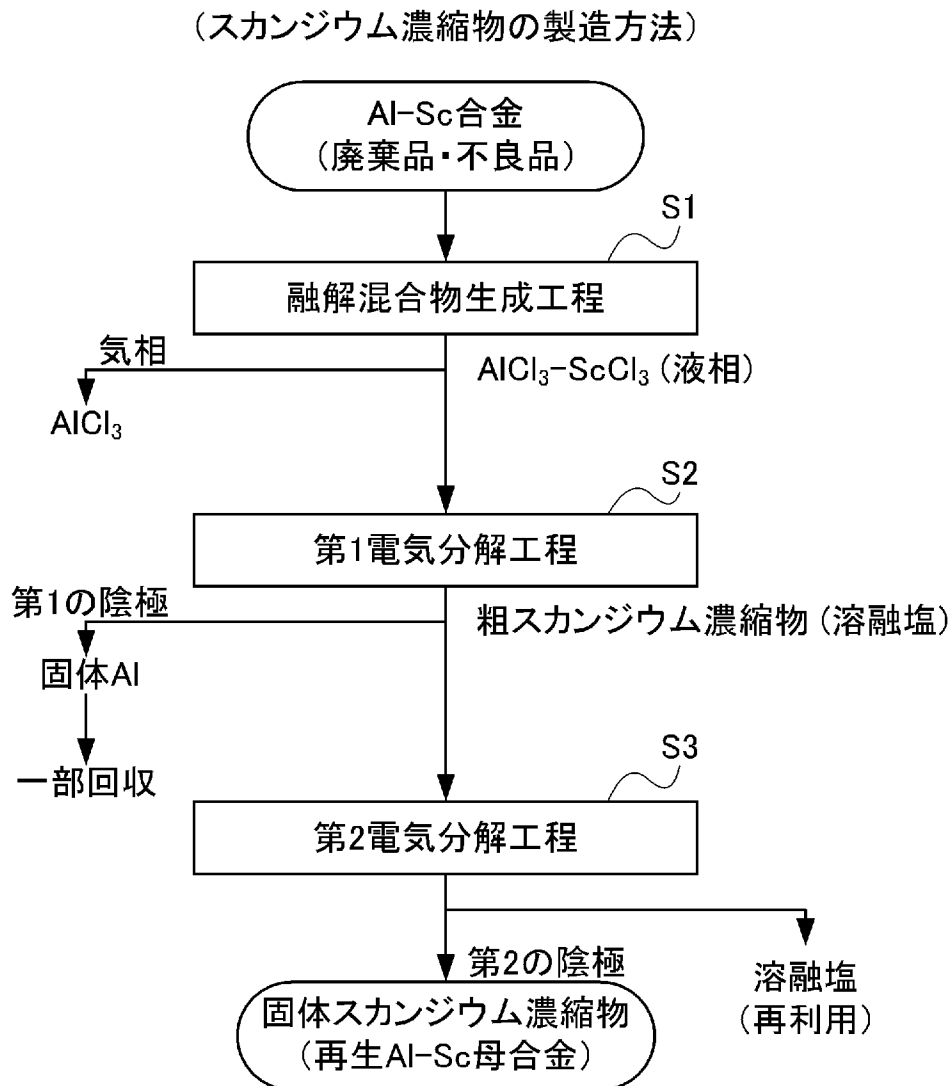 (スカンジウム濃縮物の製造方法)
Al-Sc合金
(廃棄品・不良品)
S1
融解混合物生成工程
気相
AlCl₃-ScCl₃ (液相)
AlCl₃
S2
第1電気分解工程
第1の陰極
粗スカンジウム濃縮物 (溶融塩)
固体Al
一部回収
S3
第2電気分解工程
第2の陰極
溶融塩
(再利用)
固体スカンジウム濃縮物
(再生Al-Sc母合金)